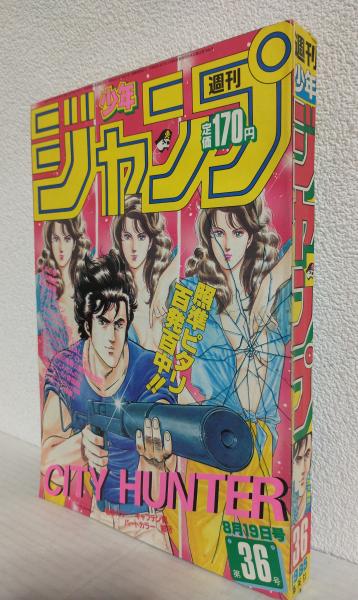 週刊
少年
ジャンプ
定価170円
照準ピタリ
百発百中!!
CITY HUNTER
8月19日号
第36号
週刊
少年
ジャンプ
36